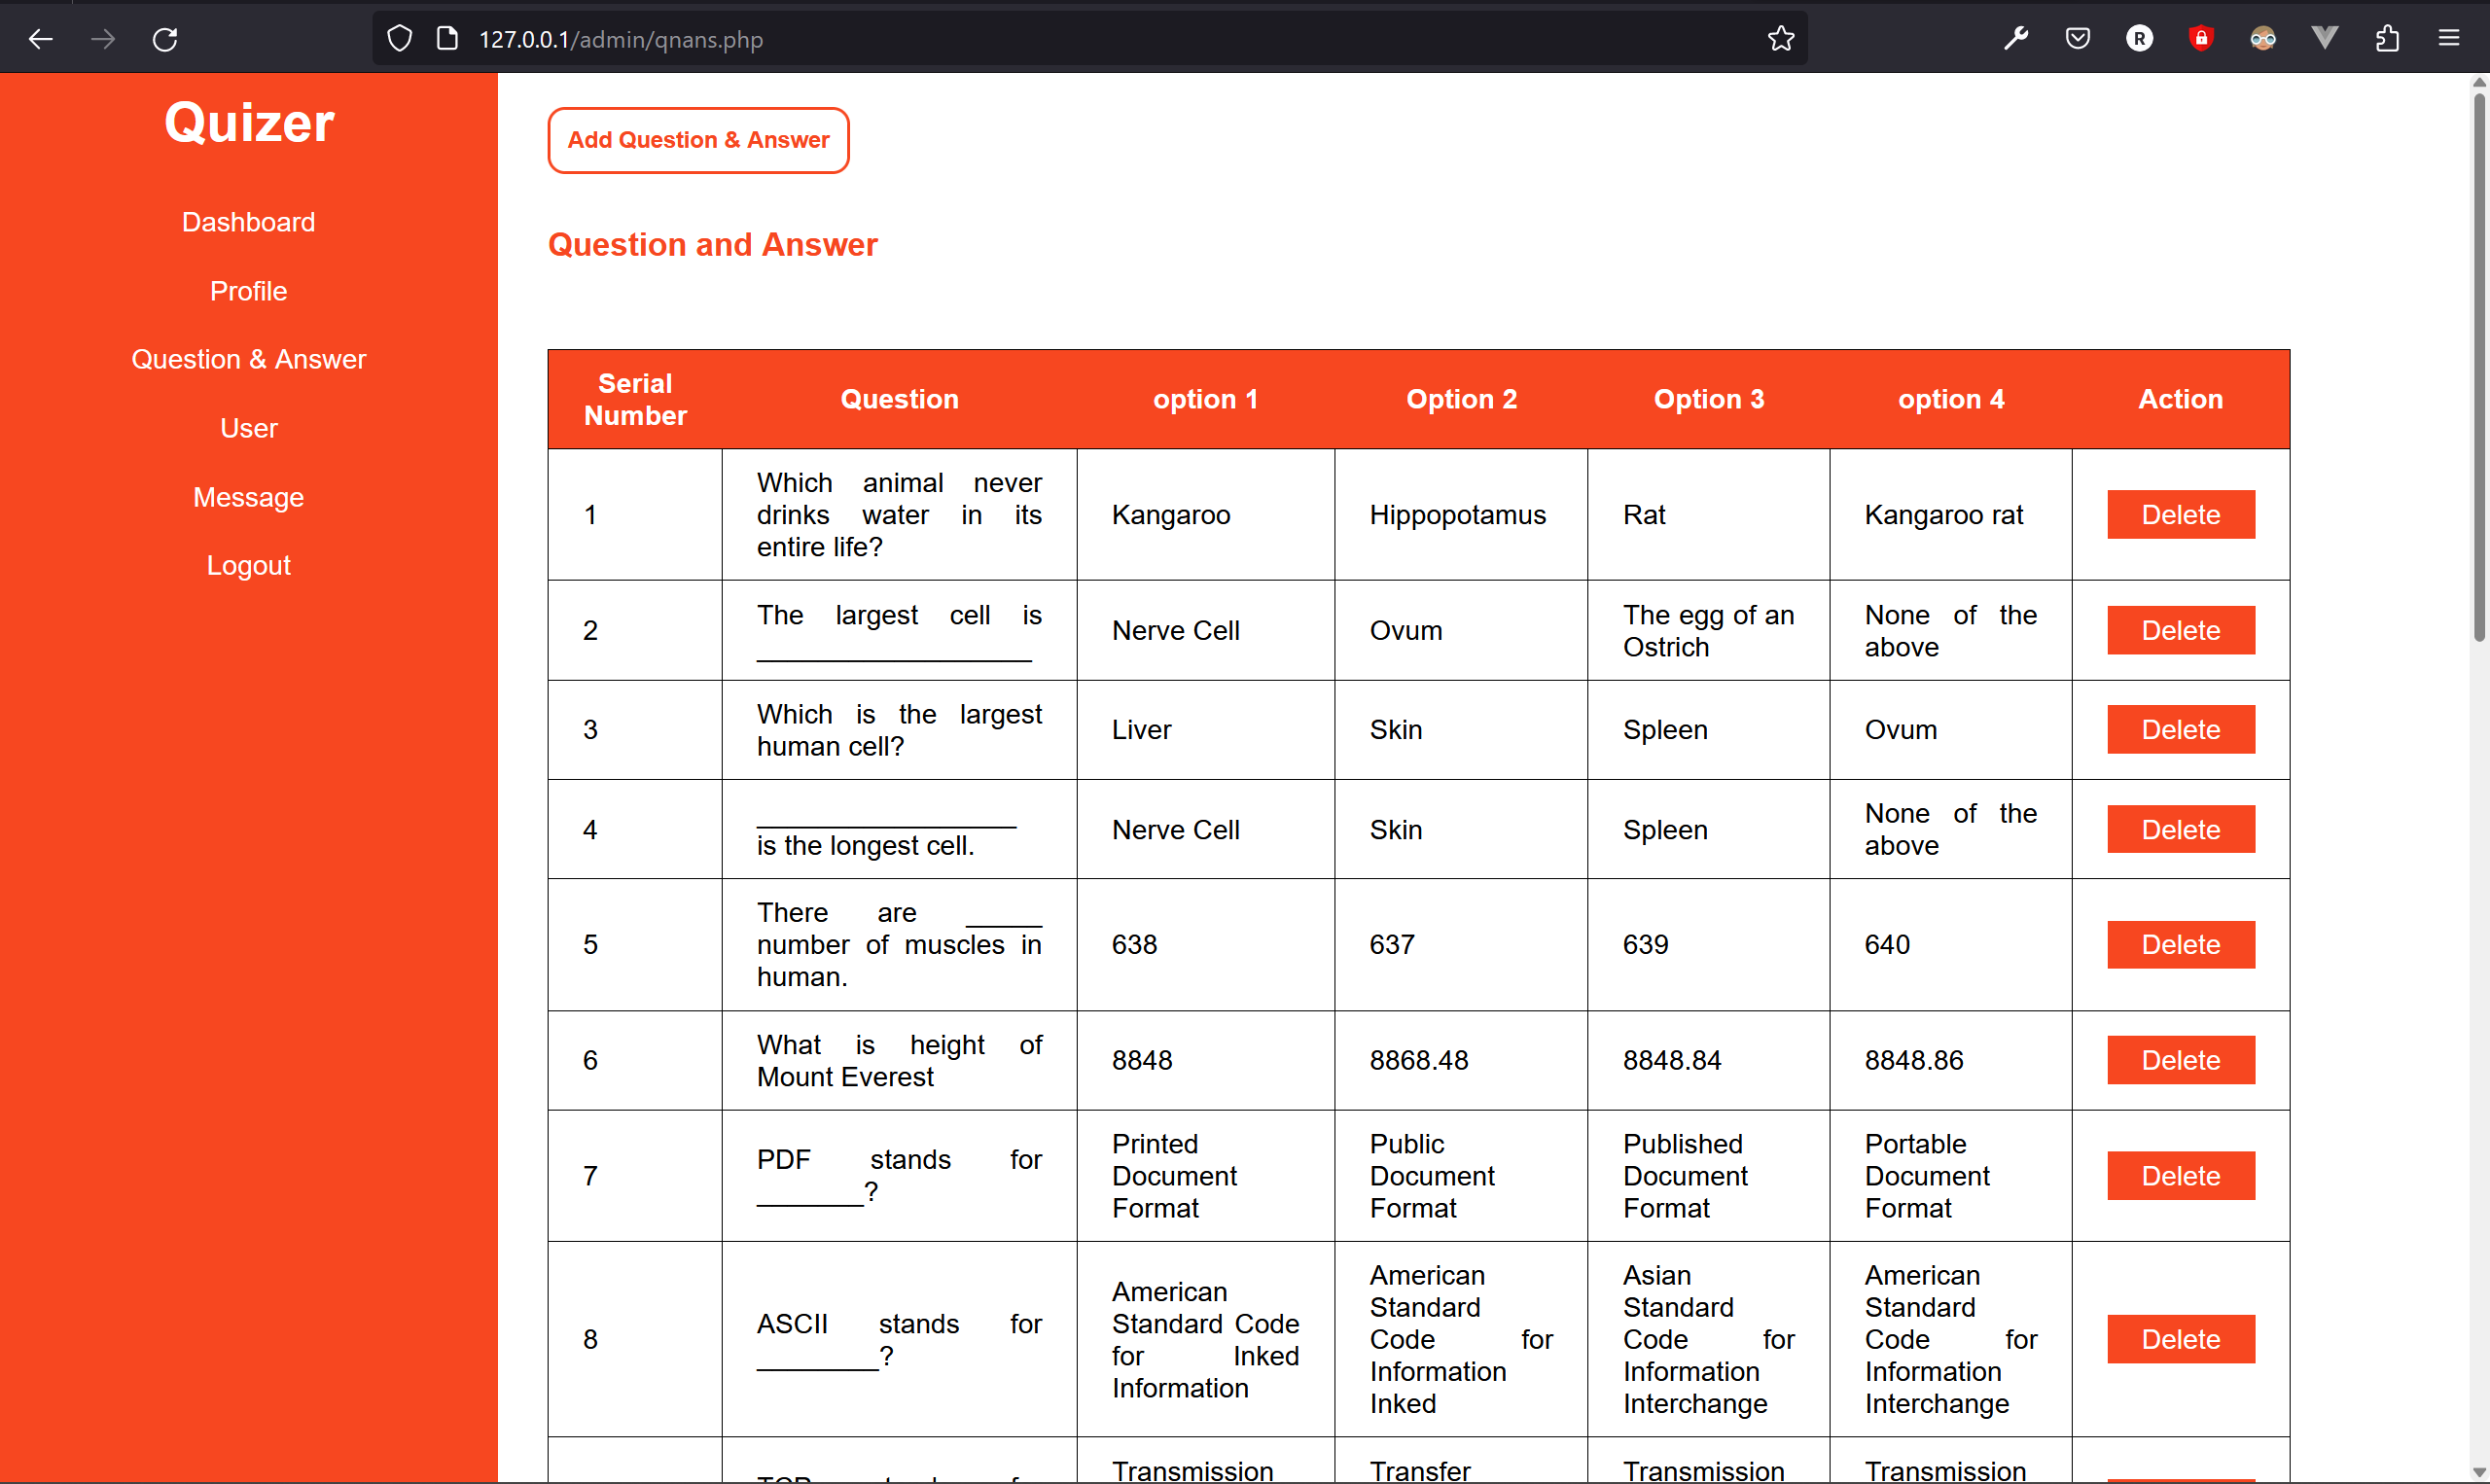 127.0.0.1/admin/qnans.php
Quizer
Dashboard
Profile
Question & Answer
User
Message
Logout
Add Question & Answer
Question and Answer
Serial Number Question option 1 Option 2 Option 3 option 4 Action
1 Which animal never drinks water in its entire life? Kangaroo Hippopotamus Rat Kangaroo rat Delete
2 The largest cell is __________________ Nerve Cell Ovum The egg of an Ostrich None of the above Delete
3 Which is the largest human cell? Liver Skin Spleen Ovum Delete
4 _________________ is the longest cell. Nerve Cell Skin Spleen None of the above Delete
5 There are _____ number of muscles in human. 638 637 639 640 Delete
6 What is height of Mount Everest 8848 8868.48 8848.84 8848.86 Delete
7 PDF stands for _______? Printed Document Format Public Document Format Published Document Format Portable Document Format Delete
8 ASCII stands for ________? American Standard Code for Inked Information American Standard Code for Information Inked Asian Standard Code for Information Interchange American Standard Code for Information Interchange Delete
Transmission Transfer Transmission Transmission